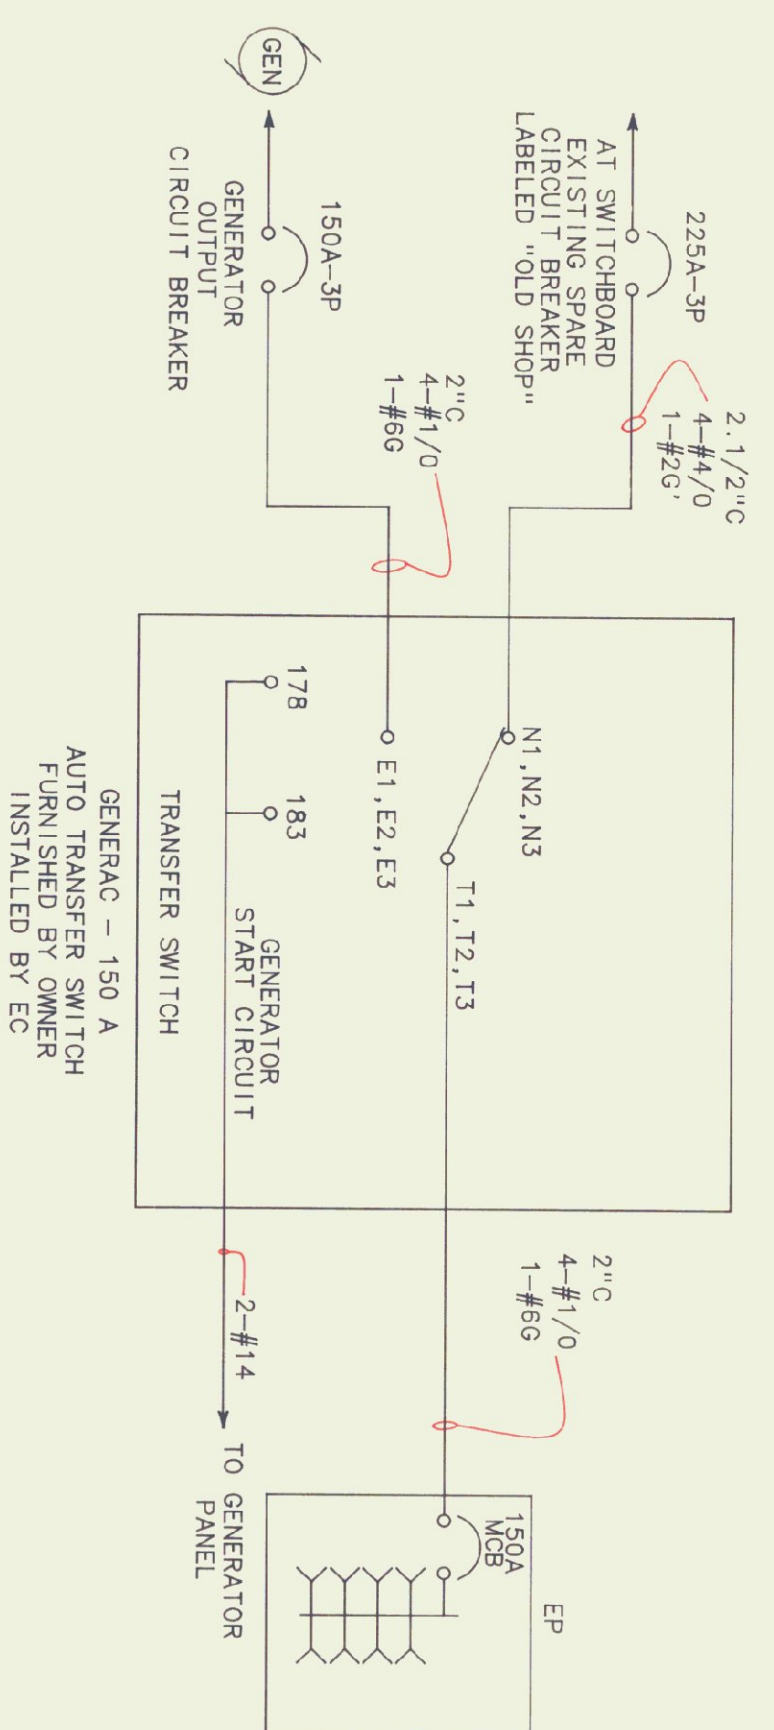 225A-3P
AT SWITCHBOARD
EXISTING SPARE
CIRCUIT BREAKER
LABELED "OLD SHOP"
2.1/2"C
4-#4/0
1-#2G'
GEN
150A-3P
GENERATOR
OUTPUT
CIRCUIT BREAKER
2"C
4-#1/0
1-#6G
N1,N2,N3
E1,E2,E3
T1,T2,T3
178
183
GENERATOR
START CIRCUIT
TRANSFER SWITCH
GENERAC - 150 A
AUTO TRANSFER SWITCH
FURNISHED BY OWNER
INSTALLED BY EC
2"C
4-#1/0
1-#6G
2-#14
TO GENERATOR
PANEL
150A
MCB
EP